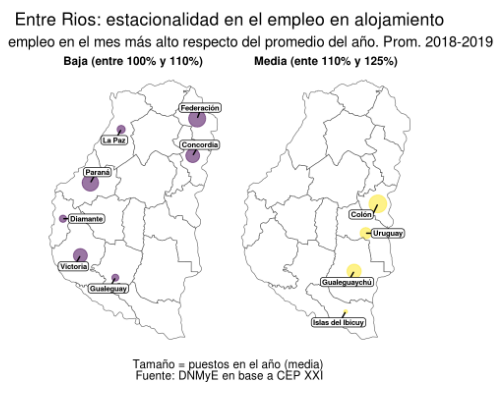 Entre Rios: estacionalidad en el empleo en alojamiento
empleo en el mes más alto respecto del promedio del año. Prom. 2018-2019
Baja (entre 100% y 110%)
Media (ente 110% y 125%)
Federación
La Paz
Concordia
Paraná
Diamante
Victoria
Gualeguay
Colón
Uruguay
Gualeguaychú
Islas del Ibicuy
Tamaño = puestos en el año (media)
Fuente: DNMyE en base a CEP XXI